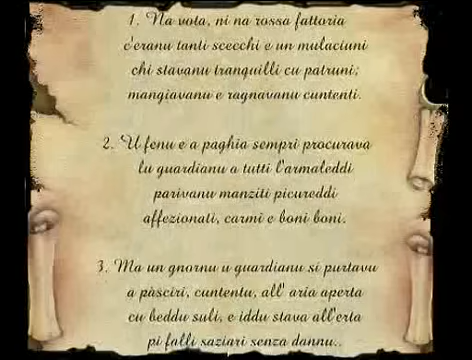 1. Na vota, ni na rossa fattoria
c'eranu tanti scecchi e un mulaciuni
chi stavanu tranquilli cu patruni;
mangiavanu e ragnavanu cuntenti.
2. U fenu e a paghia sempri procurava
lu guardianu a tutti l'armaleddi
parivanu manziti picureddi
affezionati, carmi e boni boni.
3. Ma un gnornu u guardianu si purtavu
a pàsciri, cuntentu, all' aria aperta
cu beddu suli, e iddu stava all'erta
pi falli saziari senza dannu..